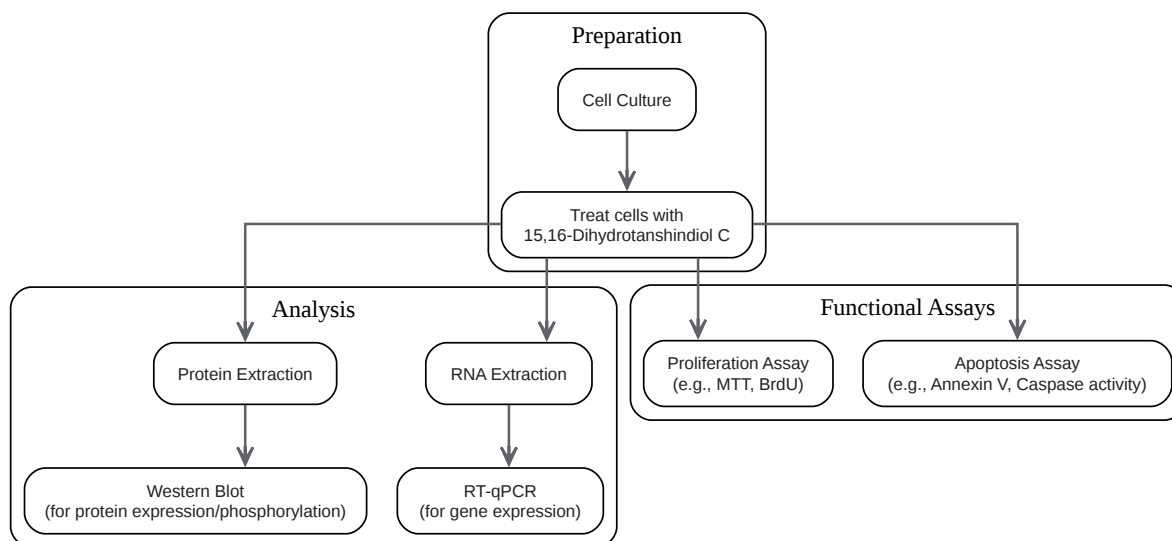 Preparation
Cell Culture
Treat cells with
15,16-Dihydrotanshindiol C
Analysis
Protein Extraction
RNA Extraction
Western Blot
(for protein expression/phosphorylation)
RT-qPCR
(for gene expression)
Functional Assays
Proliferation Assay
(e.g., MTT, BrdU)
Apoptosis Assay
(e.g., Annexin V, Caspase activity)